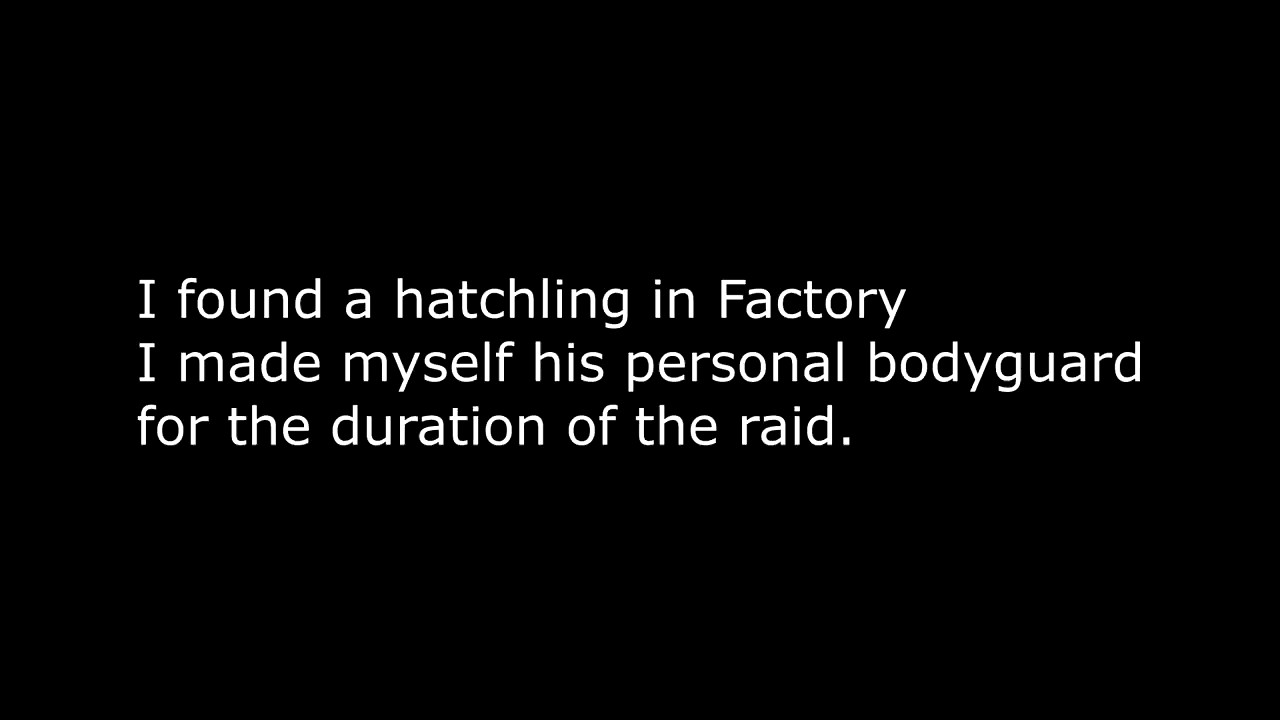 I found a hatchling in Factory
I made myself his personal bodyguard
for the duration of the raid.